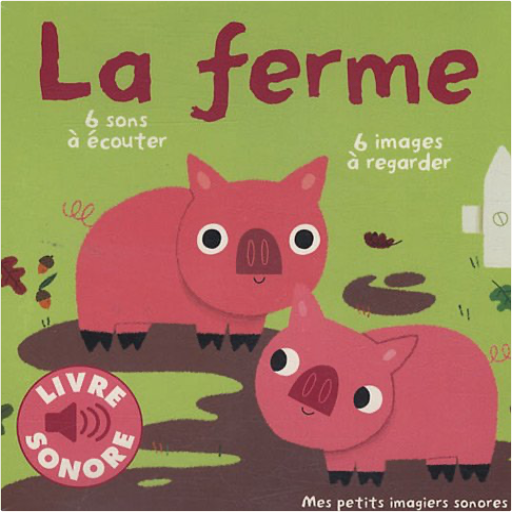 La ferme
6 sons
à écouter
6 images
à regarder
LIVRE
SONORE
Mes petits imagiers sonores